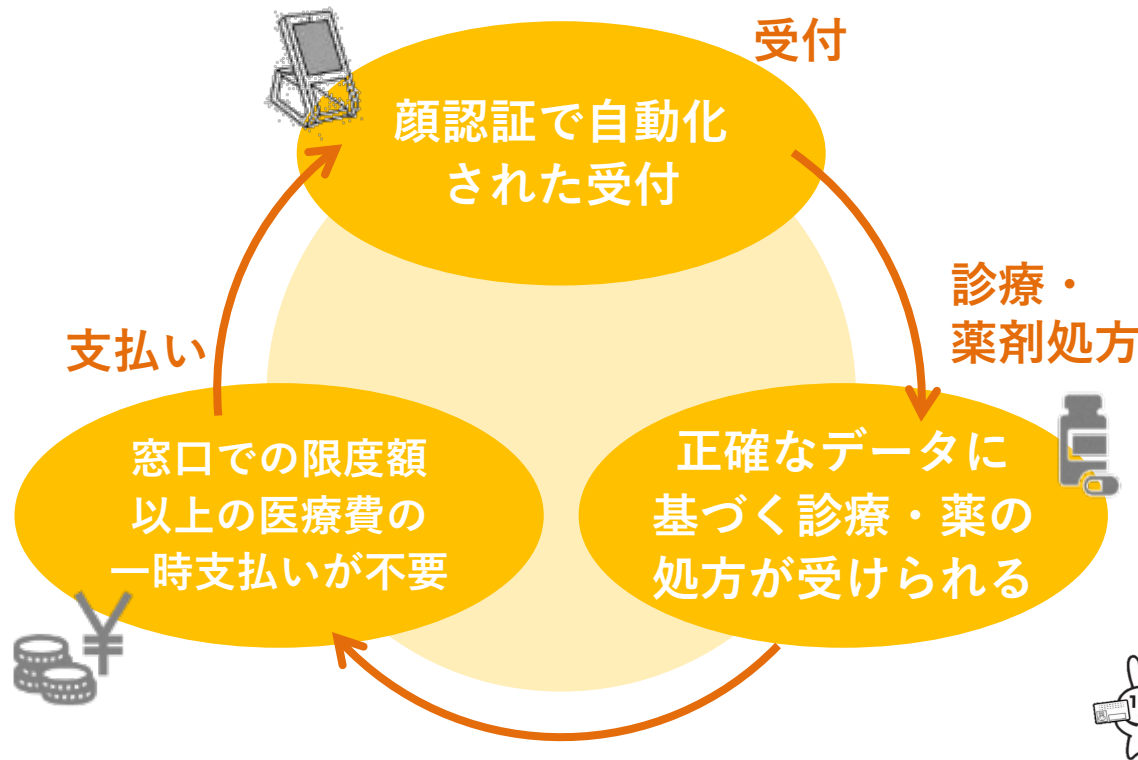 受付
顔認証で自動化
された受付
診療・
薬剤処方
正確なデータに
基づく診療・薬の
処方が受けられる
支払い
窓口での限度額
以上の医療費の
一時支払いが不要
¥
1